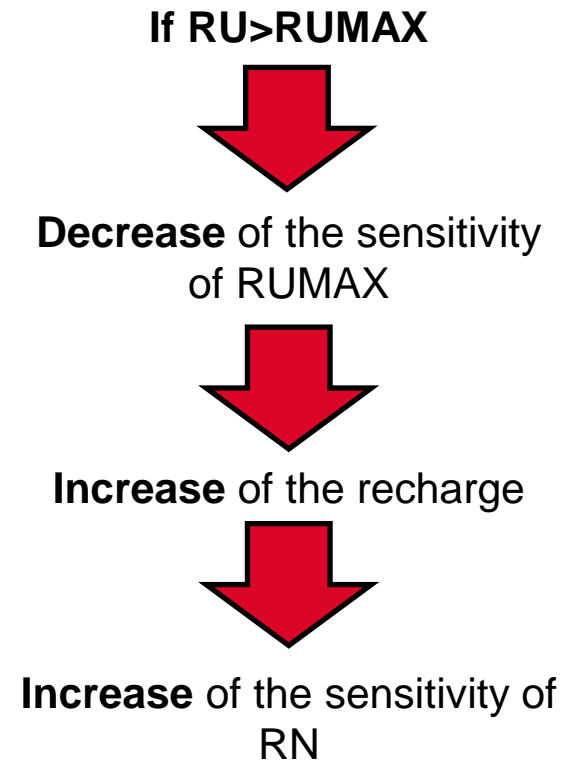 If RU>RUMAX
Decrease of the sensitivity
of RUMAX
Increase of the recharge
Increase of the sensitivity of
RN